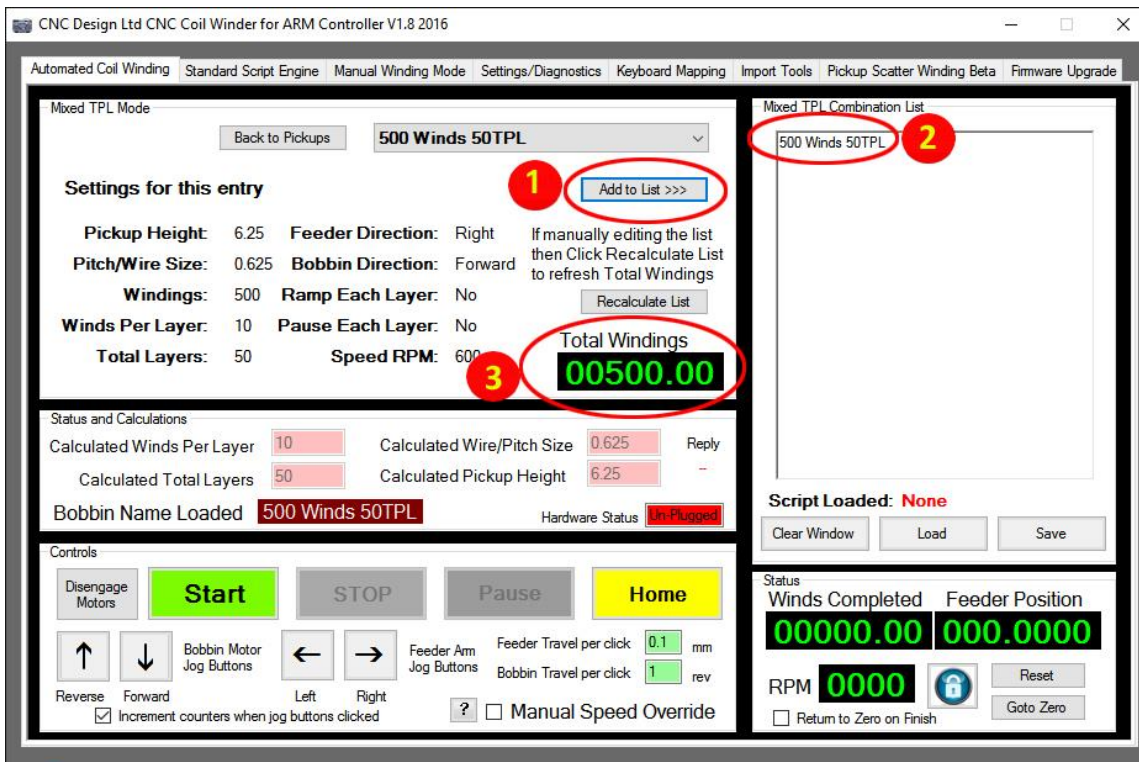 CNC Design Ltd CNC Coil Winder for ARM Controller V1.8 2016
Automated Coil Winding Standard Script Engine Manual Winding Mode Settings/Diagnostics Keyboard Mapping Import Tools Pickup Scatter Winding Beta Firmware Upgrade
Mixed TPL Mode
Back to Pickups 500 Winds 50TPL
Settings for this entry
1 Add to List >>>
Pickup Height: 6.25 Feeder Direction: Right
Pitch/Wire Size: 0.625 Bobbin Direction: Forward
Windings: 500 Ramp Each Layer: No
Winds Per Layer: 10 Pause Each Layer: No
Total Layers: 50 Speed RPM: 600
If manually editing the list
then Click Recalculate List
to refresh Total Windings
Recalculate List
Total Windings
3 00500.00
Mixed TPL Combination List
500 Winds 50TPL 2
Script Loaded: None
Clear Window Load Save
Status and Calculations
Calculated Winds Per Layer 10 Calculated Wire/Pitch Size 0.625 Reply
Calculated Total Layers 50 Calculated Pickup Height 6.25 --
Bobbin Name Loaded 500 Winds 50TPL Hardware Status Un-Plugged
Controls
Disengage
Motors
Start STOP Pause Home
↑ ↓ Bobbin Motor
Jog Buttons
← → Feeder Arm
Jog Buttons
Reverse Forward Left Right
Feeder Travel per click 0.1 mm
Bobbin Travel per click 1 rev
Increment counters when jog buttons clicked ? Manual Speed Override
Status
Winds Completed Feeder Position
00000.00 000.0000
RPM 0000 Reset
Return to Zero on Finish Goto Zero